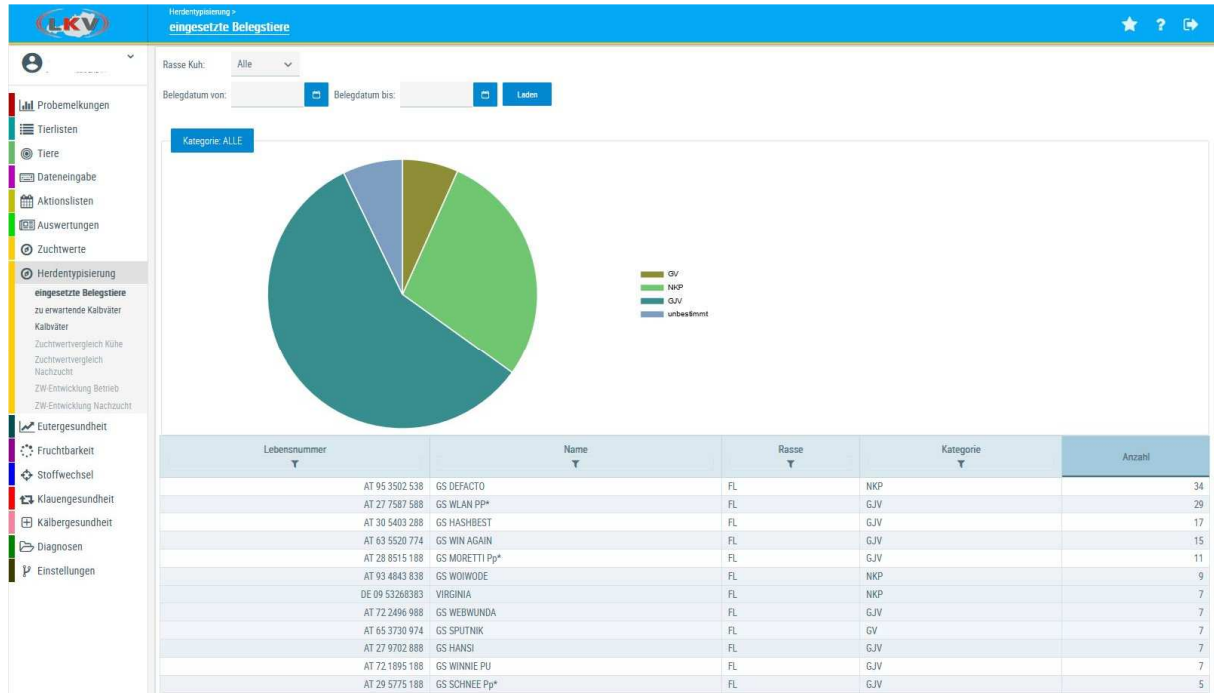 LKV
Herdentypisierung >
eingesetzte Belegstiere
?
Rasse Kuh: Alle
Belegdatum von: Belegdatum bis: Laden
Probemelkungen
Tierlisten
Tiere
Dateneingabe
Aktionslisten
Auswertungen
Zuchtwerte
Herdentypisierung
eingesetzte Belegstiere
zu erwartende Kalbväter
Kalbväter
Zuchtwertvergleich Kühe
Zuchtwertvergleich
Nachzucht
ZW-Entwicklung Betrieb
ZW-Entwicklung Nachzucht
Eutergesundheit
Fruchtbarkeit
Stoffwechsel
Klauengesundheit
Kälbergesundheit
Diagnosen
Einstellungen
Kategorie: ALLE
GV
NKP
GJV
unbestimmt
Lebensnummer Name Rasse Kategorie Anzahl
AT 95 3502 538 GS DEFACTO FL NKP 34
AT 27 7587 588 GS WLAN PP* FL GJV 29
AT 30 5403 288 GS HASHBEST FL GJV 17
AT 63 5520 774 GS WIN AGAIN FL GJV 15
AT 28 8515 188 GS MORETTI Pp* FL GJV 11
AT 93 4843 838 GS WOIWODE FL NKP 9
DE 09 53268383 VIRGINIA FL NKP 7
AT 72 2496 988 GS WEBWUNDA FL GJV 7
AT 65 3730 974 GS SPUTNIK FL GV 7
AT 27 9702 888 GS HANSI FL GJV 7
AT 72 1895 188 GS WINNIE PU FL GJV 7
AT 29 5775 188 GS SCHNEE Pp* FL GJV 5